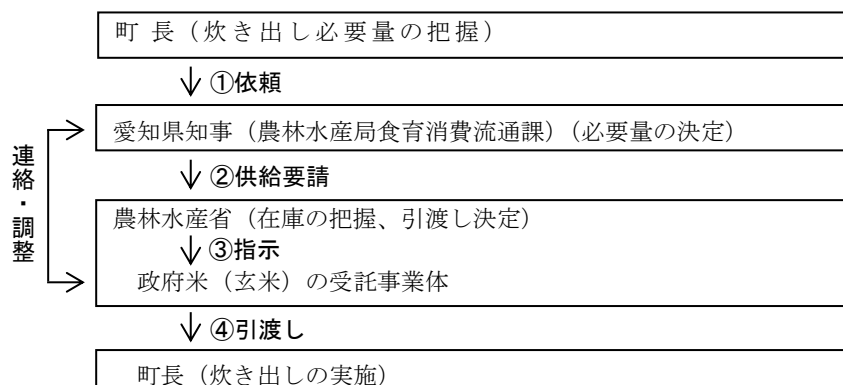 町 長（炊き出し必要量の把握）
①依頼
愛知県知事（農林水産局食育消費流通課）（必要量の決定）
連絡・調整
②供給要請
農林水産省（在庫の把握、引渡し決定）
③指示
政府米（玄米）の受託事業体
④引渡し
町長（炊き出しの実施）